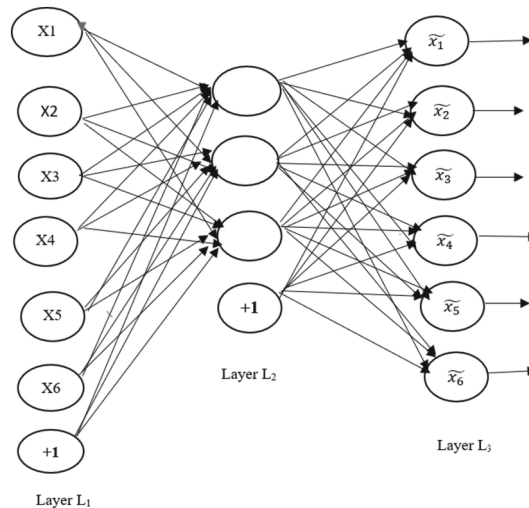 X1
X2
X3
X4
X5
X6
+1
Layer L₁
+1
Layer L₂
x̃₁
x̃₂
x̃₃
x̃₄
x̃₅
x̃₆
Layer L₃